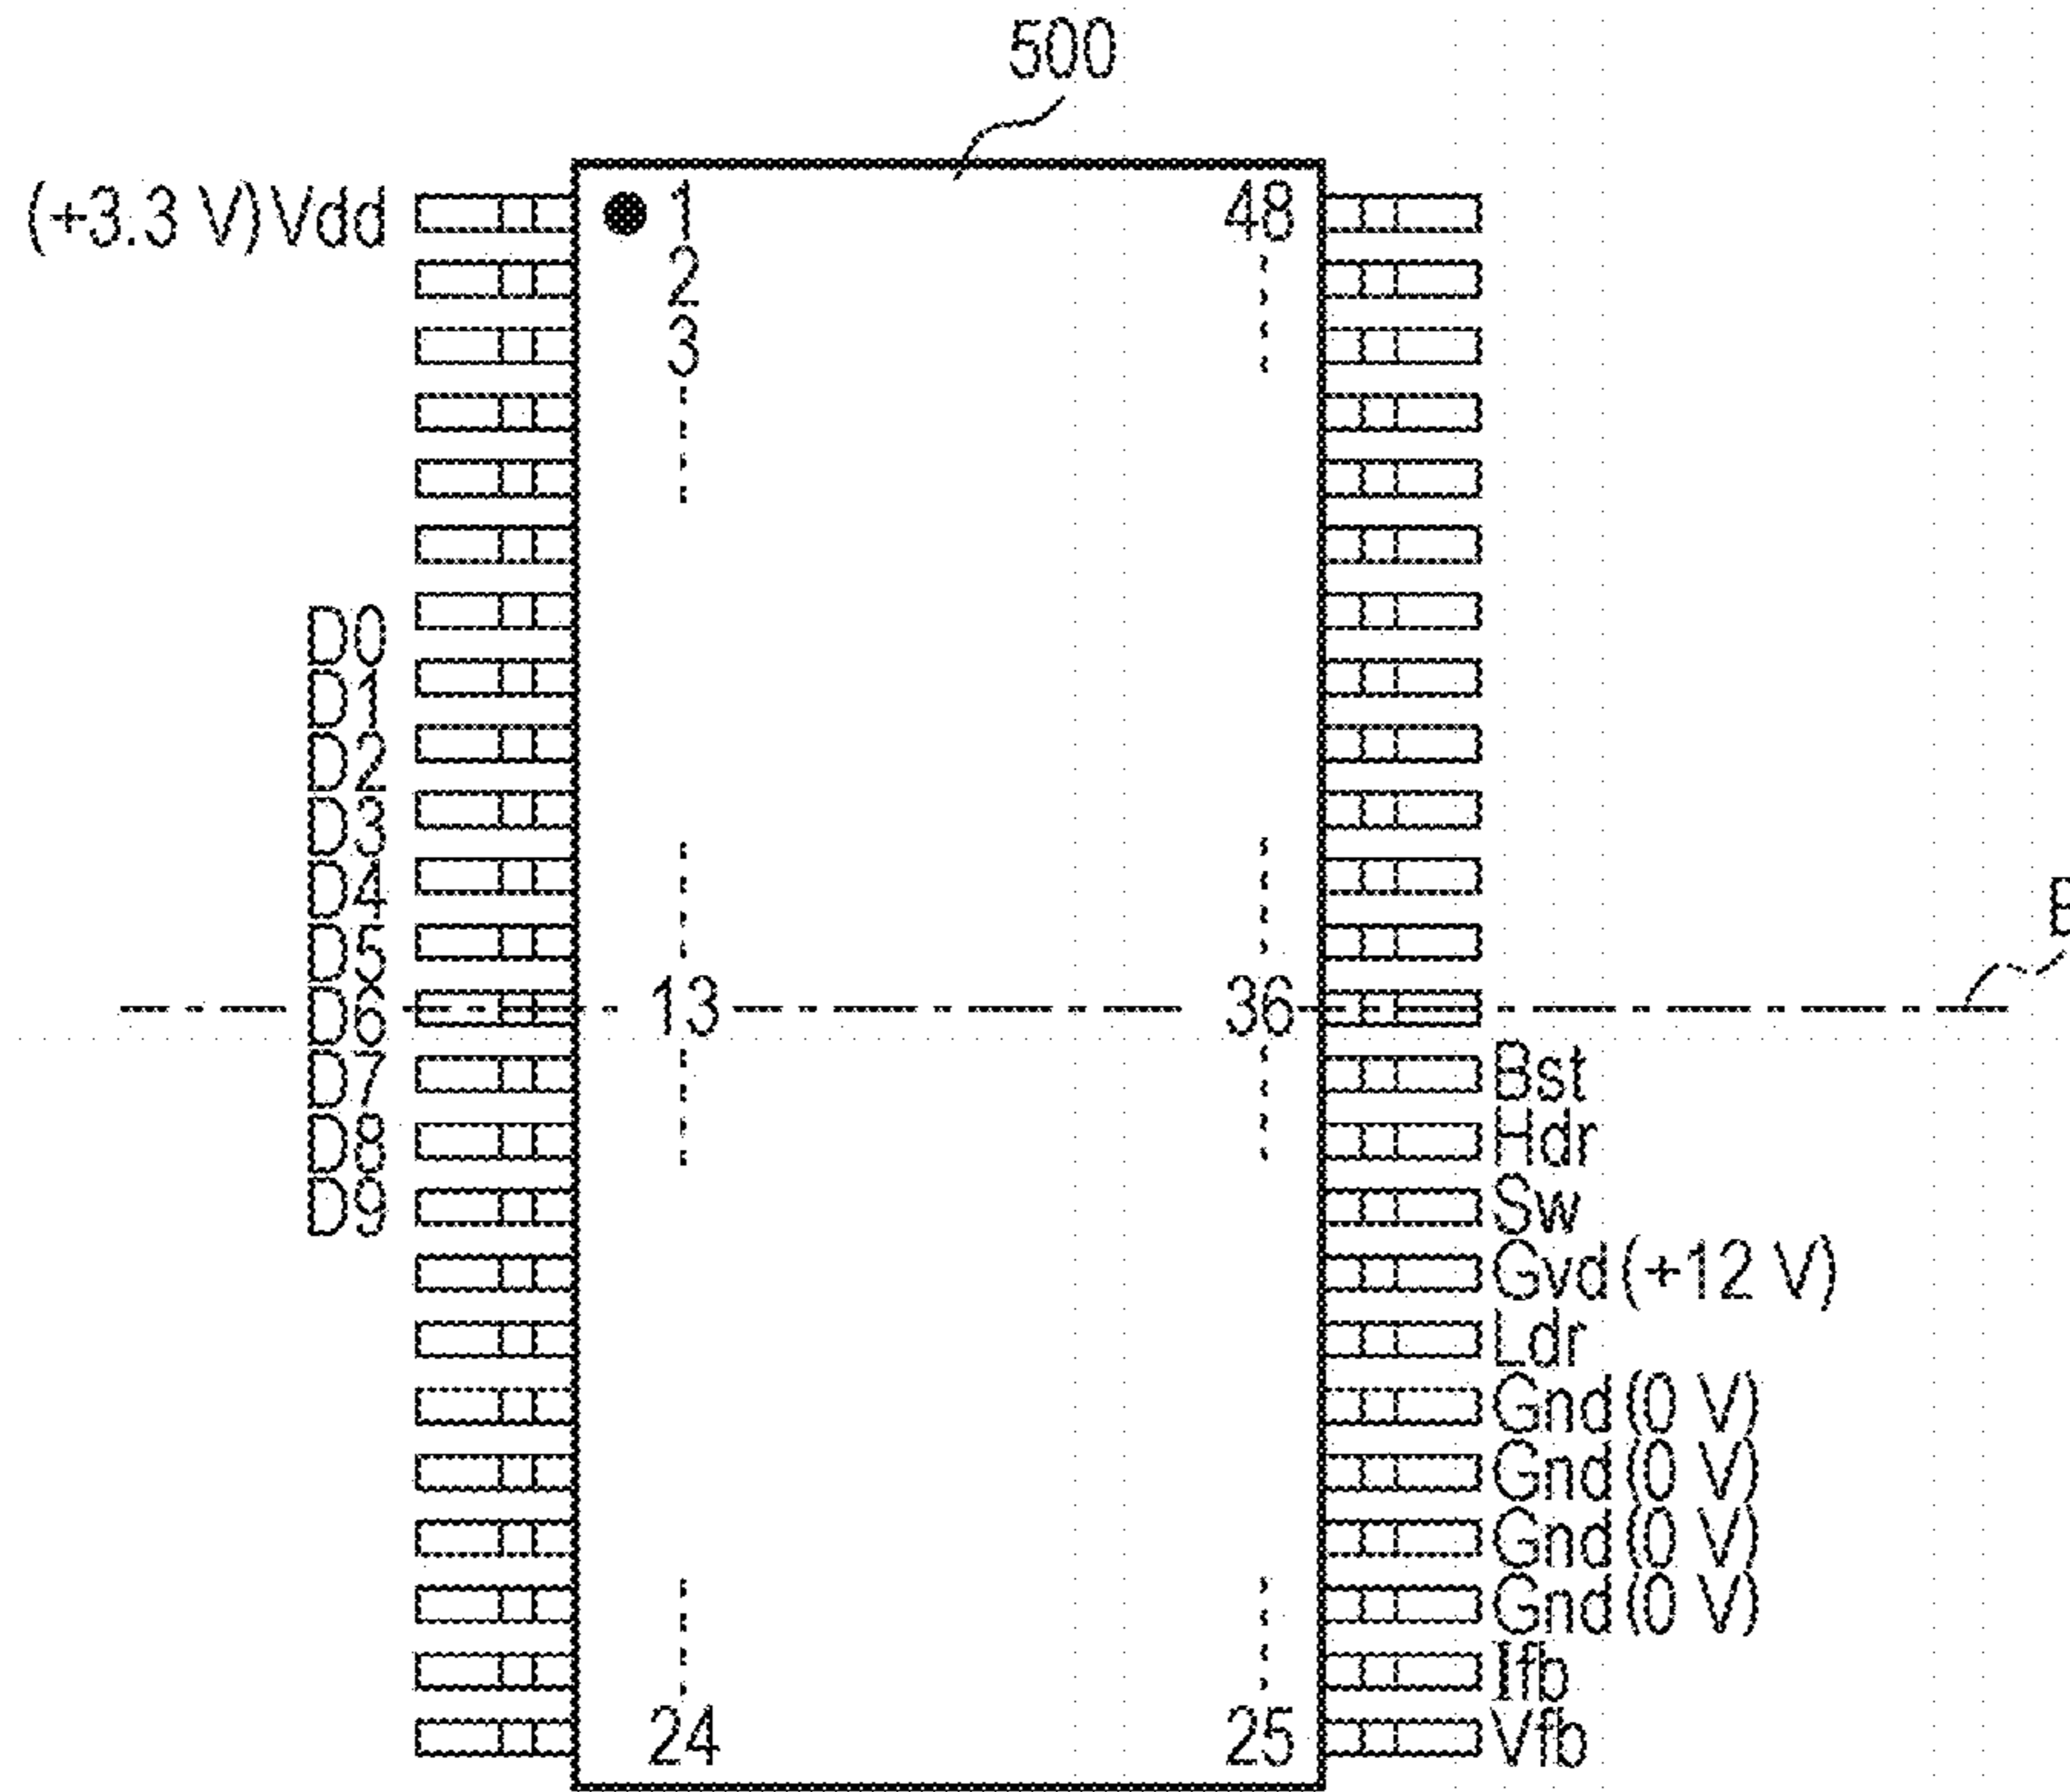 500
(+3.3 V) Vdd
1
48
2
3
D0
D1
D2
D3
D4
D5
D6
D7
D8
D9
13
36
Bst
Hdr
Sw
Gvd (+12 V)
Ldr
Gnd (0 V)
Gnd (0 V)
Gnd (0 V)
Gnd (0 V)
Ifb
Vfb
24
25